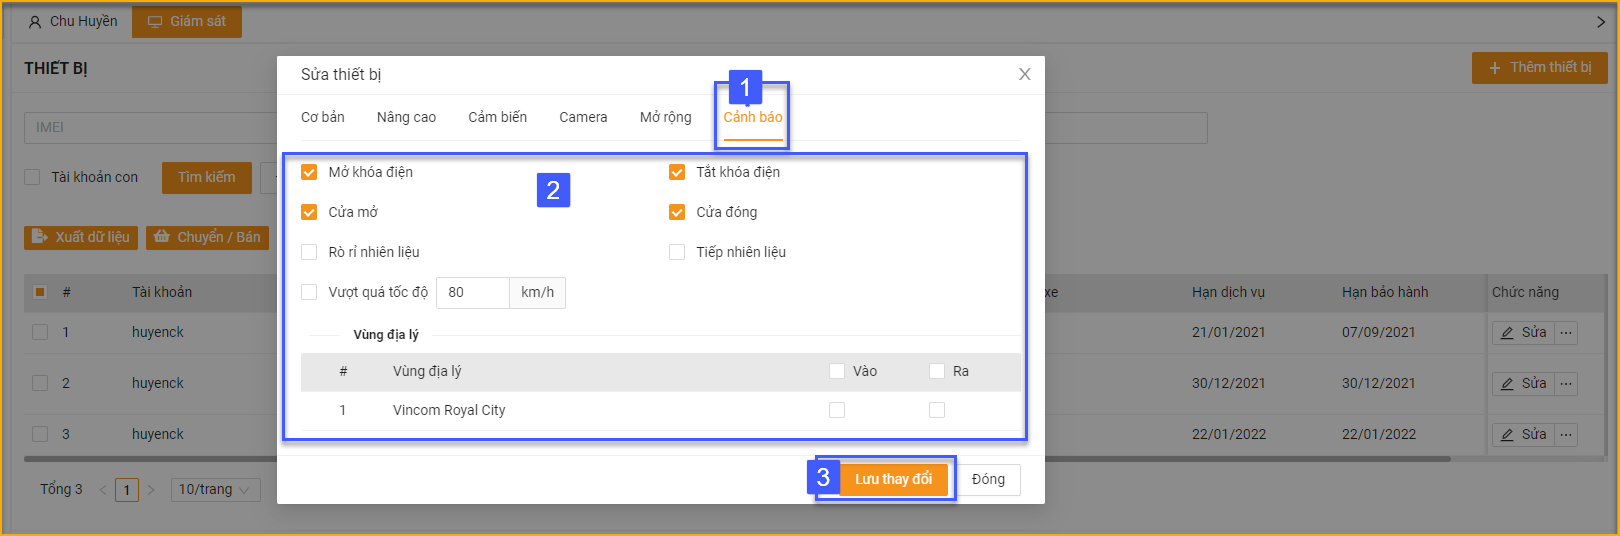 Chu Huyền
Giám sát
THIẾT BỊ
Thêm thiết bị
IMEI
Tài khoản con
Tìm kiếm
Xuất dữ liệu
Chuyển / Bán
Sửa thiết bị
1
Cơ bản Nâng cao Cảm biến Camera Mở rộng Cảnh báo
2
Mở khóa điện Tắt khóa điện
Cửa mở Cửa đóng
Rò rỉ nhiên liệu Tiếp nhiên liệu
Vượt quá tốc độ 80 km/h
Vùng địa lý
# Vùng địa lý Vào Ra
1 Vincom Royal City
3
Lưu thay đổi Đóng
# Tài khoản xe Hạn dịch vụ Hạn bảo hành Chức năng
1 huyenck 21/01/2021 07/09/2021 Sửa ...
2 huyenck 30/12/2021 30/12/2021 Sửa ...
3 huyenck 22/01/2022 22/01/2022 Sửa ...
Tổng 3 < 1 > 10/trang